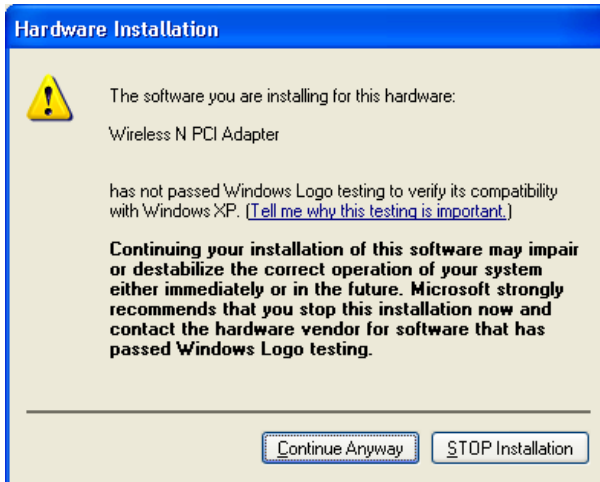 Hardware Installation
The software you are installing for this hardware:
Wireless N PCI Adapter
has not passed Windows Logo testing to verify its compatibility
with Windows XP. (Tell me why this testing is important.)
Continuing your installation of this software may impair
or destabilize the correct operation of your system
either immediately or in the future. Microsoft strongly
recommends that you stop this installation now and
contact the hardware vendor for software that has
passed Windows Logo testing.
Continue Anyway
STOP Installation